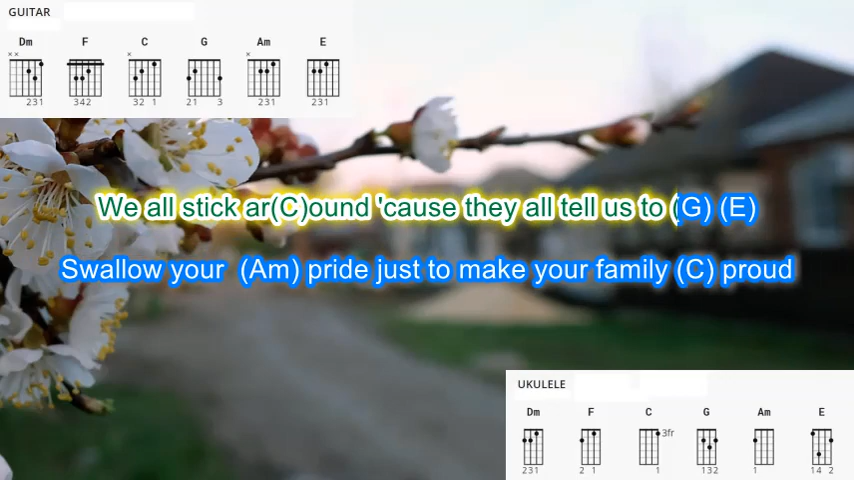 GUITAR
Dm F C G Am E
×× × ×
231 342 32 1 21 3 231 231
We all stick ar(C)ound 'cause they all tell us to (G) (E)
Swallow your (Am) pride just to make your family (C) proud
UKULELE
Dm F C G Am E
3fr
231 2 1 1 132 1 14 2